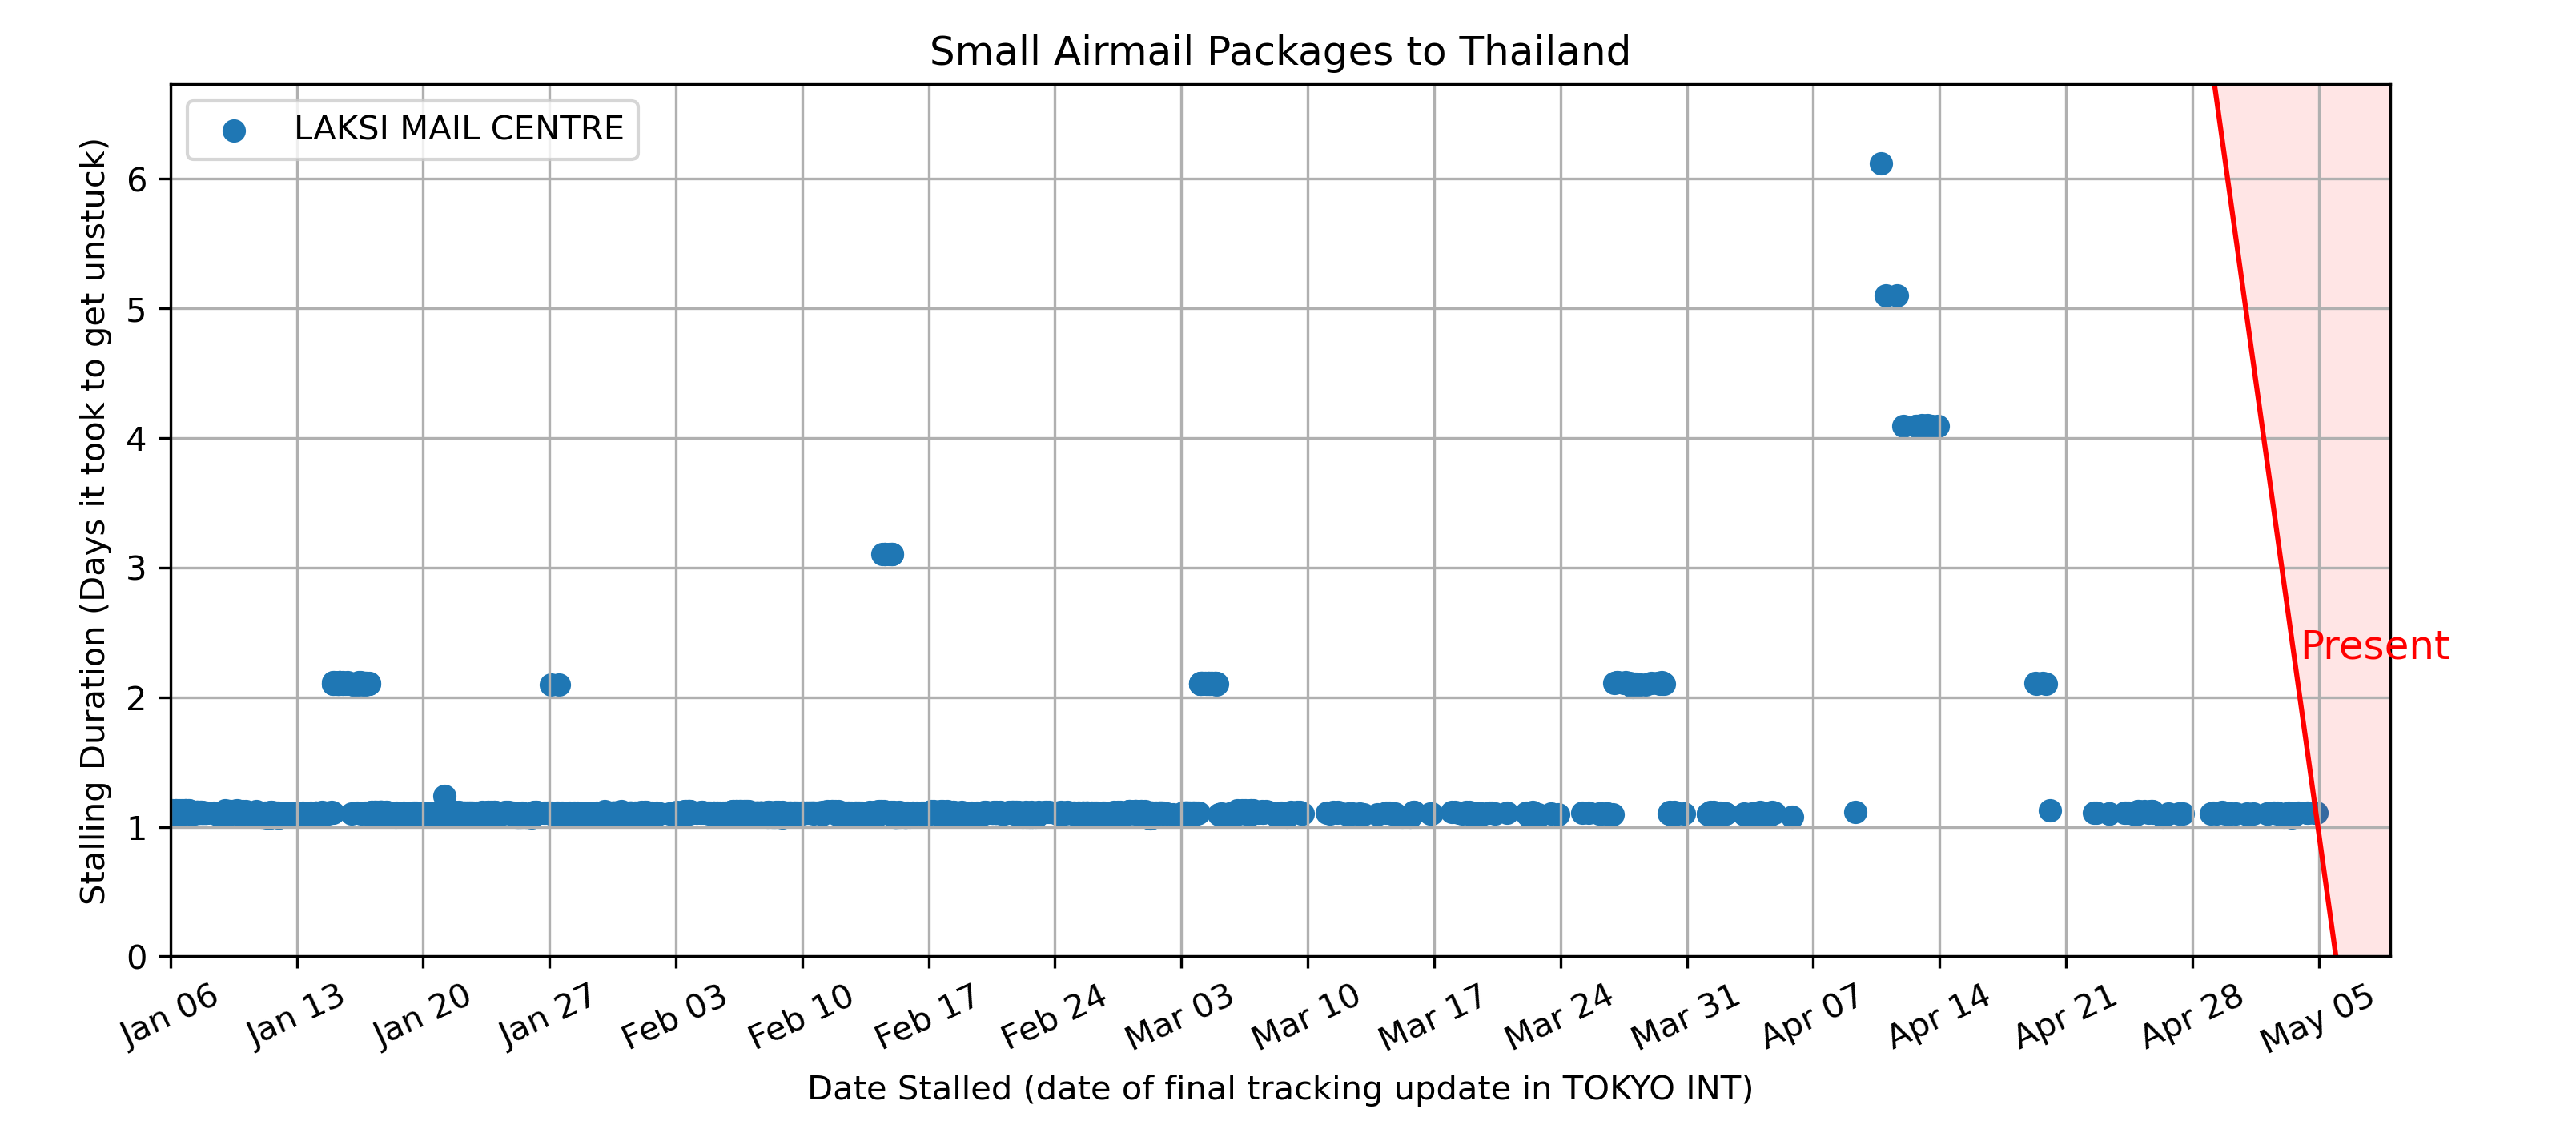 Small Airmail Packages to Thailand
LAKSI MAIL CENTRE
Stalling Duration (Days it took to get unstuck)
6
5
4
3
2
1
0
Present
Jan 06 Jan 13 Jan 20 Jan 27 Feb 03 Feb 10 Feb 17 Feb 24 Mar 03 Mar 10 Mar 17 Mar 24 Mar 31 Apr 07 Apr 14 Apr 21 Apr 28 May 05
Date Stalled (date of final tracking update in TOKYO INT)